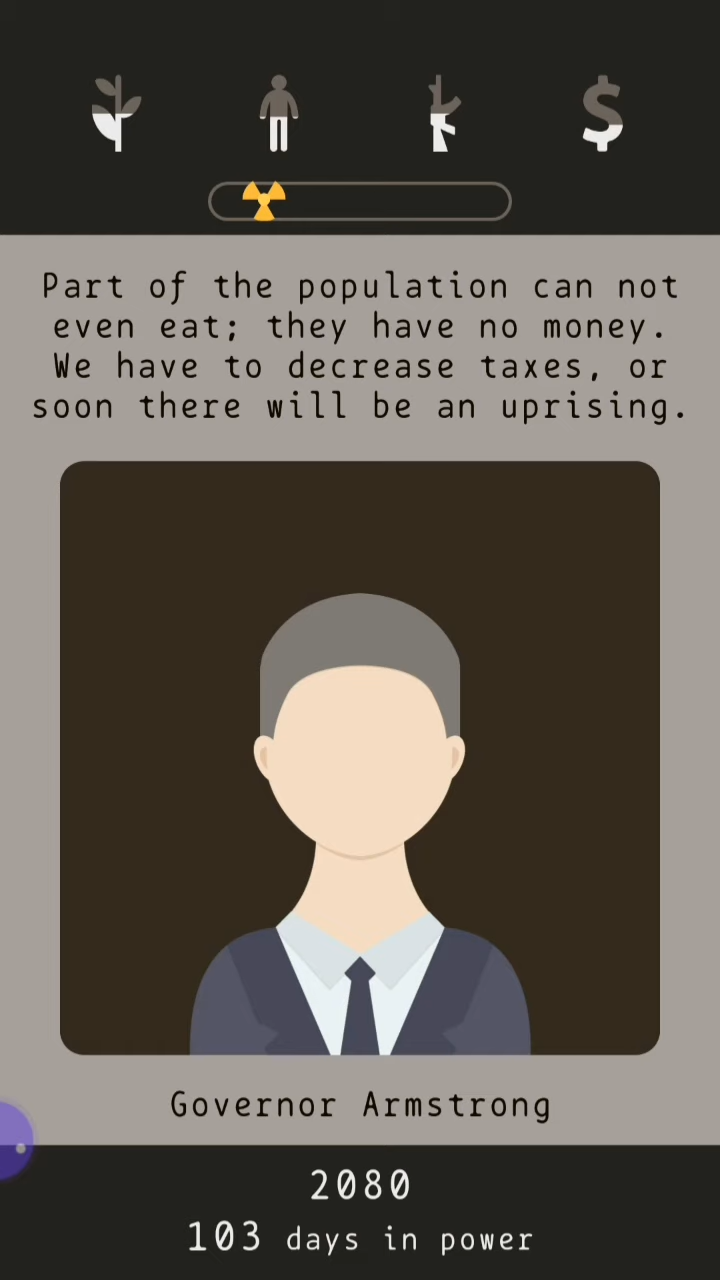 Part of the population can not
even eat; they have no money.
We have to decrease taxes, or
soon there will be an uprising.
Governor Armstrong
2080
103 days in power